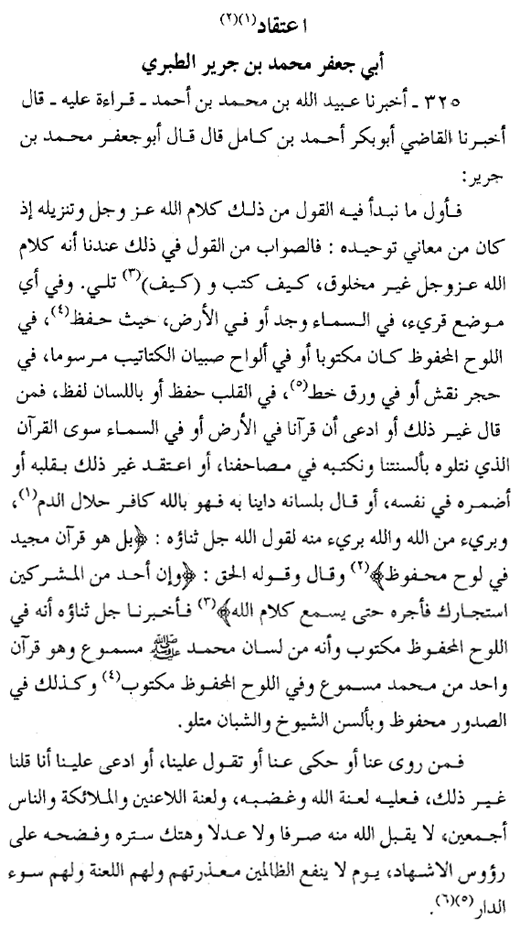 اعتقاد(١)(٢)
أبي جعفر محمد بن جرير الطبري
٣٢٥ ـ أخبرنا عبيد الله بن محمد بن أحمد ـ قراءة عليه ـ قال
أخبرنا القاضي أبوبكر أحمد بن كامل قال قال أبوجعفر محمد بن
جرير:
فأول ما نبدأ فيه القول من ذلك كلام الله عز وجل وتنزيله إذ
كان من معاني توحيده : فالصواب من القول في ذلك عندنا أنه كلام
الله عزوجل غير مخلوق، كيف كتب و (كيف)(٣) تلي. وفي أي
موضع قريء، في السماء وجد أو في الأرض، حيث حفظ(٤)، في
اللوح المحفوظ كان مكتوبا أو في ألواح صبيان الكتاتيب مرسوما، في
حجر نقش أو في ورق خط(٥)، في القلب حفظ أو باللسان لفظ، فمن
قال غير ذلك أو ادعى أن قرآنا في الأرض أو في السماء سوى القرآن
الذي نتلوه بألسنتنا ونكتبه في مصاحفنا، أو اعتقد غير ذلك بقلبه أو
أضمره في نفسه، أو قال بلسانه داينا به فهو بالله كافر حلال الدم(١)،
وبريء من الله والله بريء منه لقول الله جل ثناؤه : ﴿بل هو قرآن مجيد
في لوح محفوظ﴾(٢) وقال وقوله الحق : ﴿وإن أحد من المشركين
استجارك فأجره حتى يسمع كلام الله﴾(٣) فأخبرنا جل ثناؤه أنه في
اللوح المحفوظ مكتوب وأنه من لسان محمد ﷺ مسموع وهو قرآن
واحد من محمد مسموع وفي اللوح المحفوظ مكتوب(٤) وكذلك في
الصدور محفوظ وبألسن الشيوخ والشبان متلو.
فمن روى عنا أو حكى عنا أو تقول علينا، أو ادعى علينا أنا قلنا
غير ذلك، فعليه لعنة الله وغضبه، ولعنة اللاعنين والملائكة والناس
أجمعين، لا يقبل الله منه صرفا ولا عدلا وهتك ستره وفضحه على
رؤوس الاشهاد، يوم لا ينفع الظالمين معذرتهم ولهم اللعنة ولهم سوء
الدار(٥)(٦).